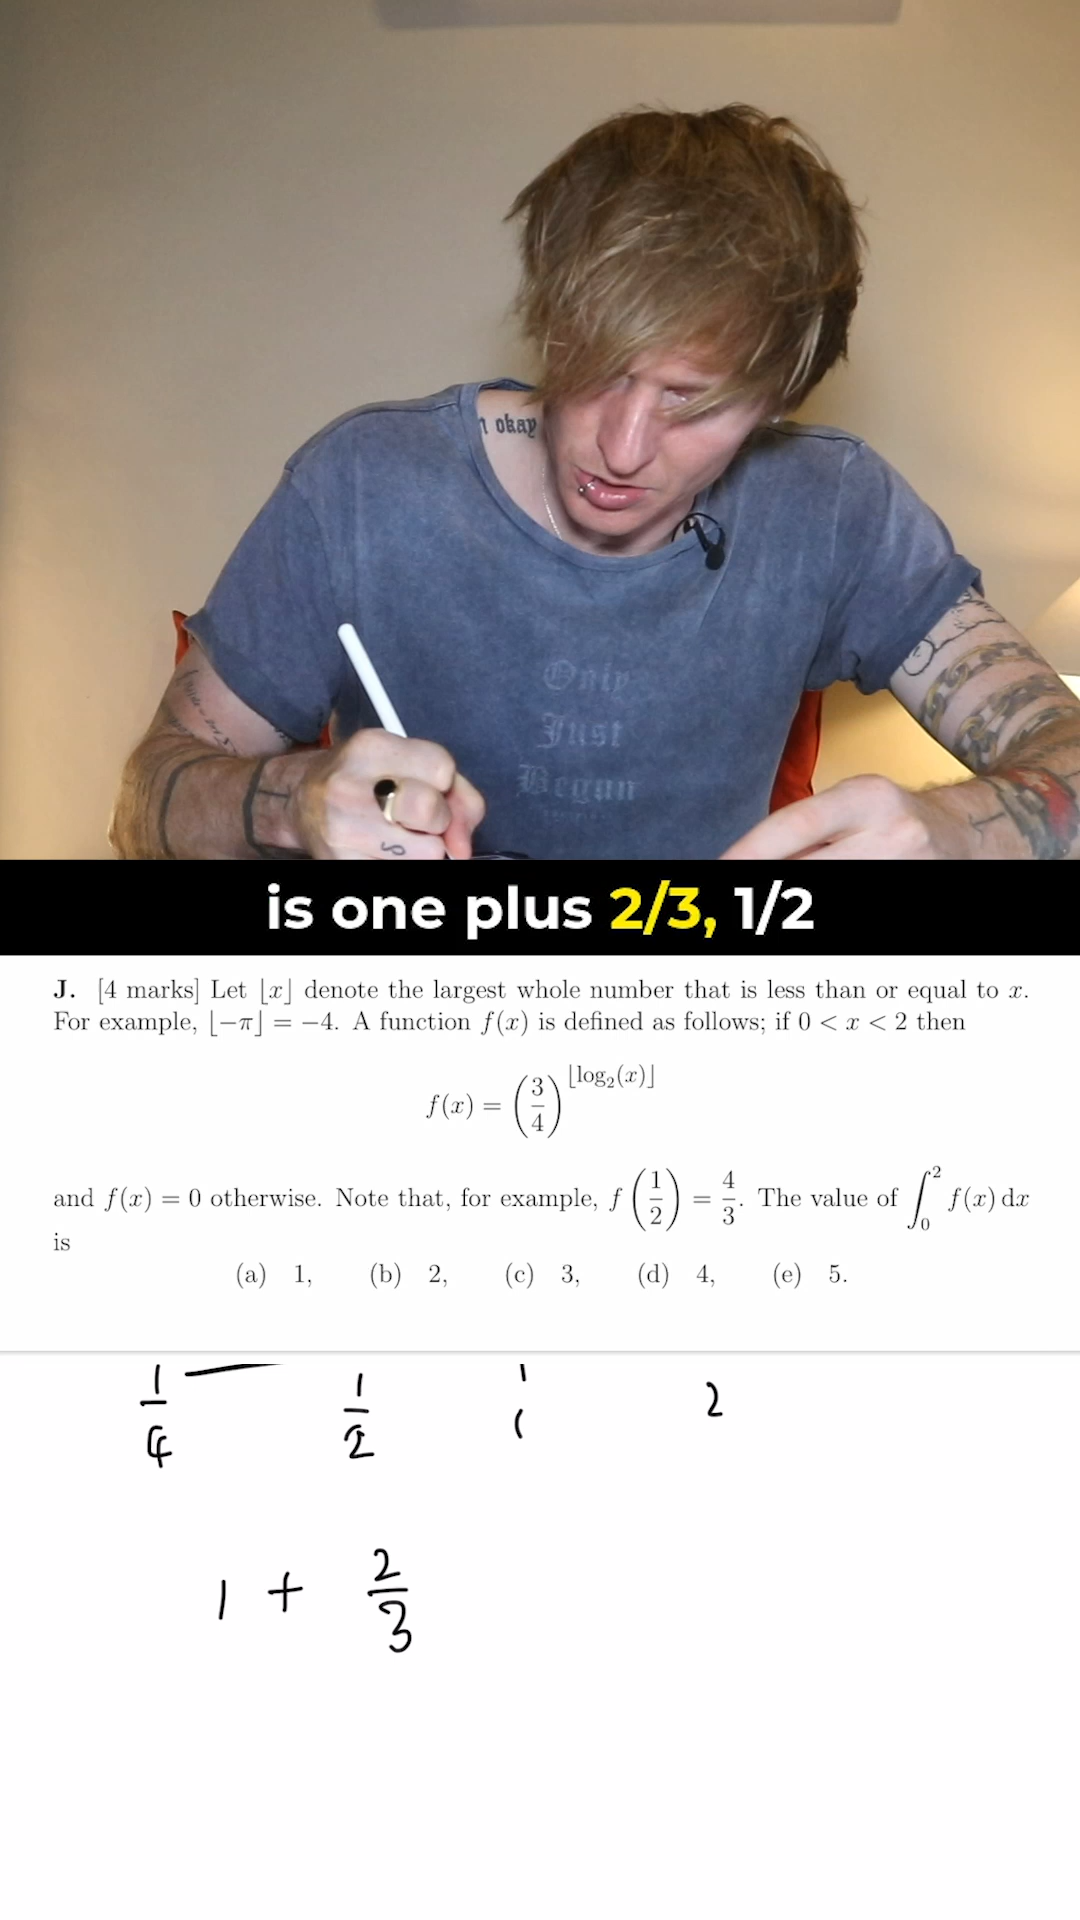 okay
Only
Just
Began
is one plus 2/3, 1/2
J. [4 marks] Let ⌊x⌋ denote the largest whole number that is less than or equal to x.
For example, ⌊−π⌋ = −4. A function f(x) is defined as follows; if 0 < x < 2 then
f(x) = (3/4)^⌊log₂(x)⌋
and f(x) = 0 otherwise. Note that, for example, f(1/2) = 4/3. The value of ∫₀² f(x) dx
is
(a) 1, (b) 2, (c) 3, (d) 4, (e) 5.
1/4 1/2 1 2
1 + 2/3